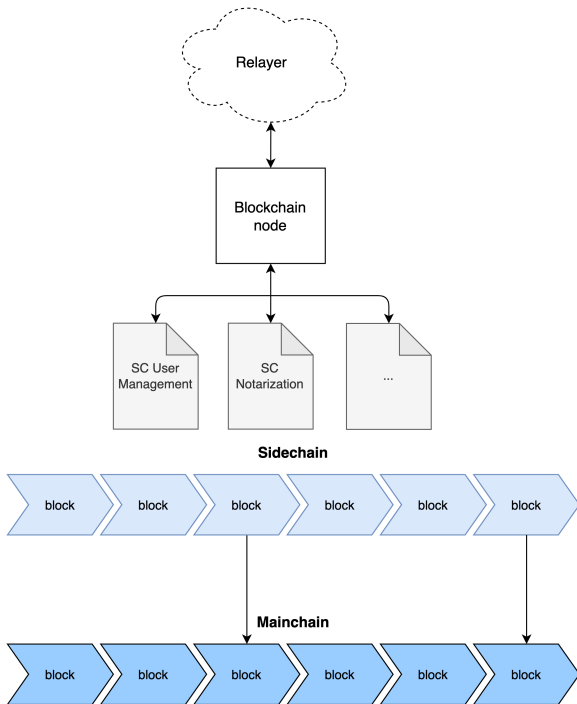 Relayer
Blockchain
node
SC User
Management
SC
Notarization
...
Sidechain
block
block
block
block
block
block
Mainchain
block
block
block
block
block
block